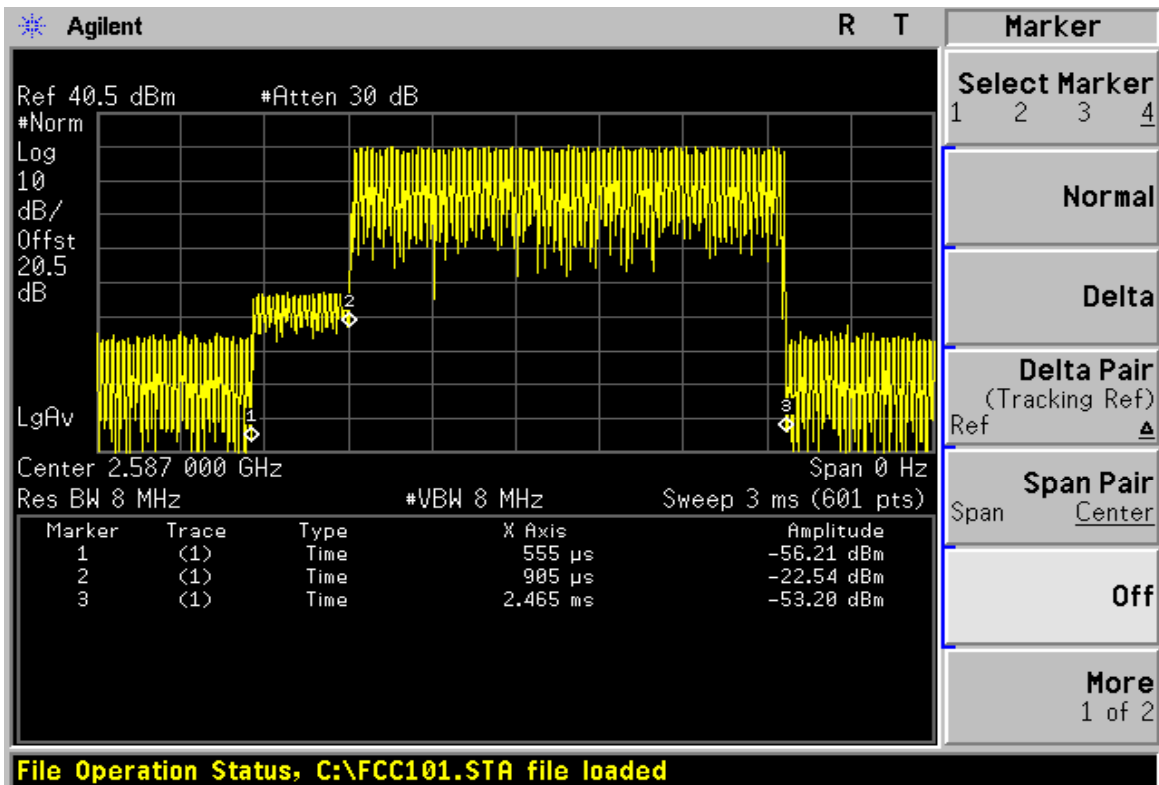 Agilent R T
Ref 40.5 dBm #Atten 30 dB
#Norm
Log
10
dB/
Offst
20.5
dB
LgAv
1
2
3
Center 2.587 000 GHz Span 0 Hz
Res BW 8 MHz #VBW 8 MHz Sweep 3 ms (601 pts)
Marker Trace Type X Axis Amplitude
1 (1) Time 555 µs -56.21 dBm
2 (1) Time 905 µs -22.54 dBm
3 (1) Time 2.465 ms -53.20 dBm
File Operation Status, C:\FCC101.STA file loaded
Marker
Select Marker
1 2 3 4
Normal
Delta
Delta Pair
(Tracking Ref)
Ref Δ
Span Pair
Span Center
Off
More
1 of 2